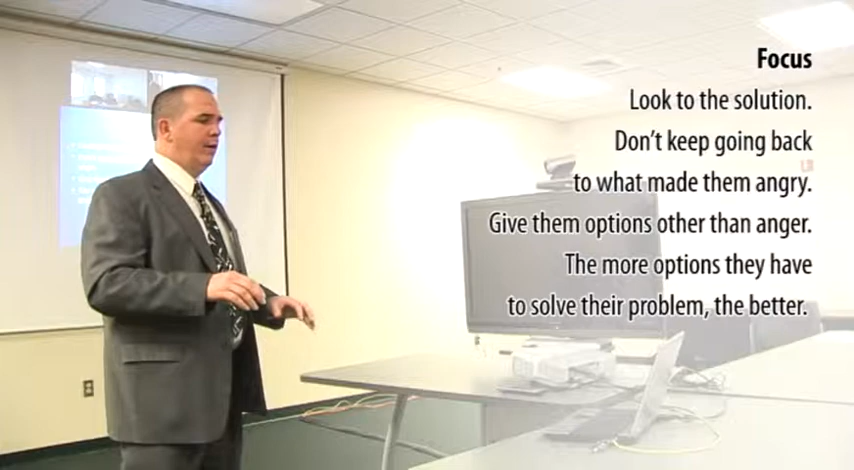 Focus
Look to the solution.
Don't keep going back
to what made them angry.
Give them options other than anger.
The more options they have
to solve their problem, the better.